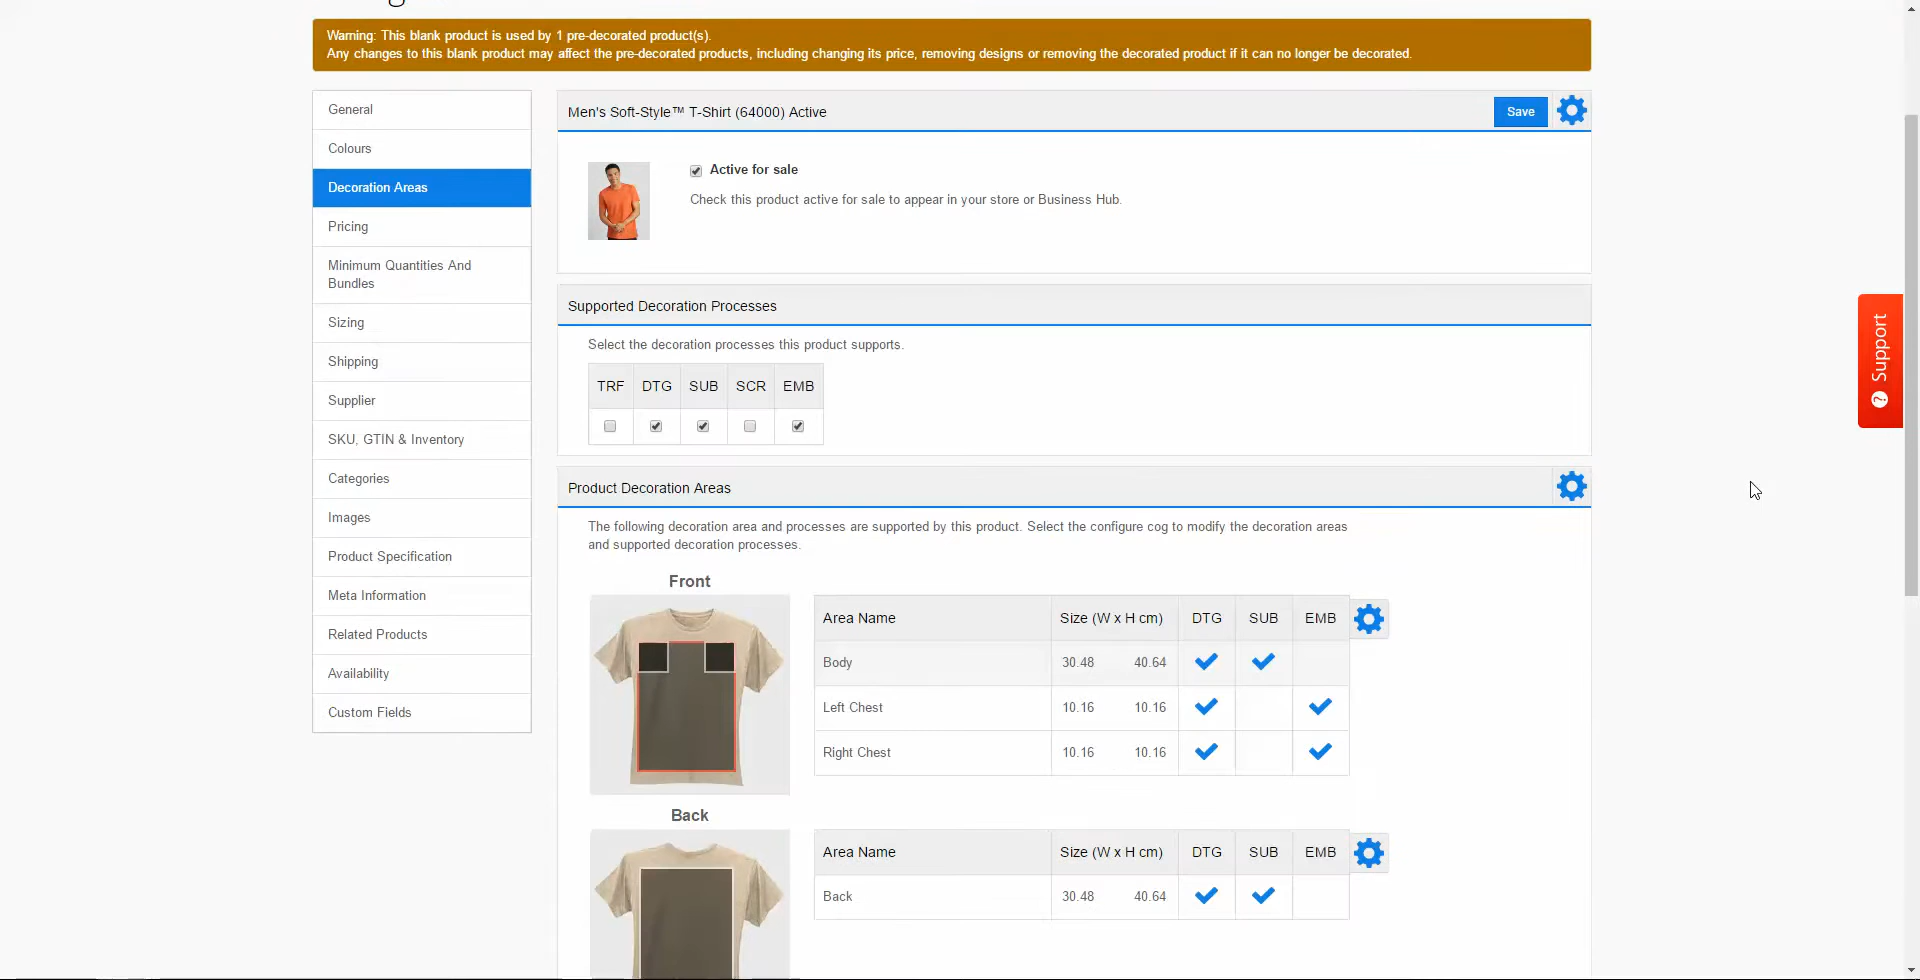 Warning: This blank product is used by 1 pre-decorated product(s).
Any changes to this blank product may affect the pre-decorated products, including changing its price, removing designs or removing the decorated product if it can no longer be decorated.
General
Colours
Decoration Areas
Pricing
Minimum Quantities And
Bundles
Sizing
Shipping
Supplier
SKU, GTIN & Inventory
Categories
Images
Product Specification
Meta Information
Related Products
Availability
Custom Fields
Men's Soft-Style™ T-Shirt (64000) Active
Save
Active for sale
Check this product active for sale to appear in your store or Business Hub.
Supported Decoration Processes
Select the decoration processes this product supports.
TRF DTG SUB SCR EMB
Product Decoration Areas
The following decoration area and processes are supported by this product. Select the configure cog to modify the decoration areas
and supported decoration processes.
Front
Area Name Size (W x H cm) DTG SUB EMB
Body 30.48 40.64
Left Chest 10.16 10.16
Right Chest 10.16 10.16
Back
Area Name Size (W x H cm) DTG SUB EMB
Back 30.48 40.64
? Support